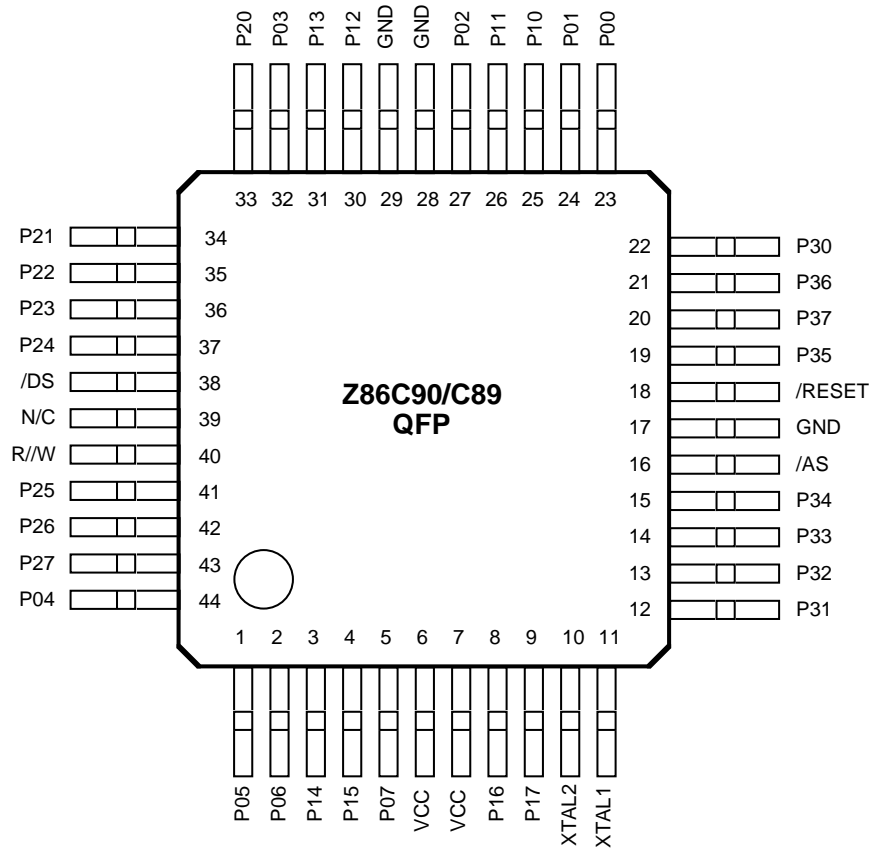 P20 P03 P13 P12 GND GND P02 P11 P10 P01 P00
33 32 31 30 29 28 27 26 25 24 23
P21 34
22 P30
P22 35
21 P36
P23 36
20 P37
P24 37
19 P35
/DS 38
18 /RESET
Z86C90/C89
QFP
N/C 39
17 GND
R//W 40
16 /AS
P25 41
15 P34
P26 42
14 P33
P27 43
13 P32
P04 44
12 P31
1 2 3 4 5 6 7 8 9 10 11
P05 P06 P14 P15 P07 VCC VCC P16 P17 XTAL2 XTAL1